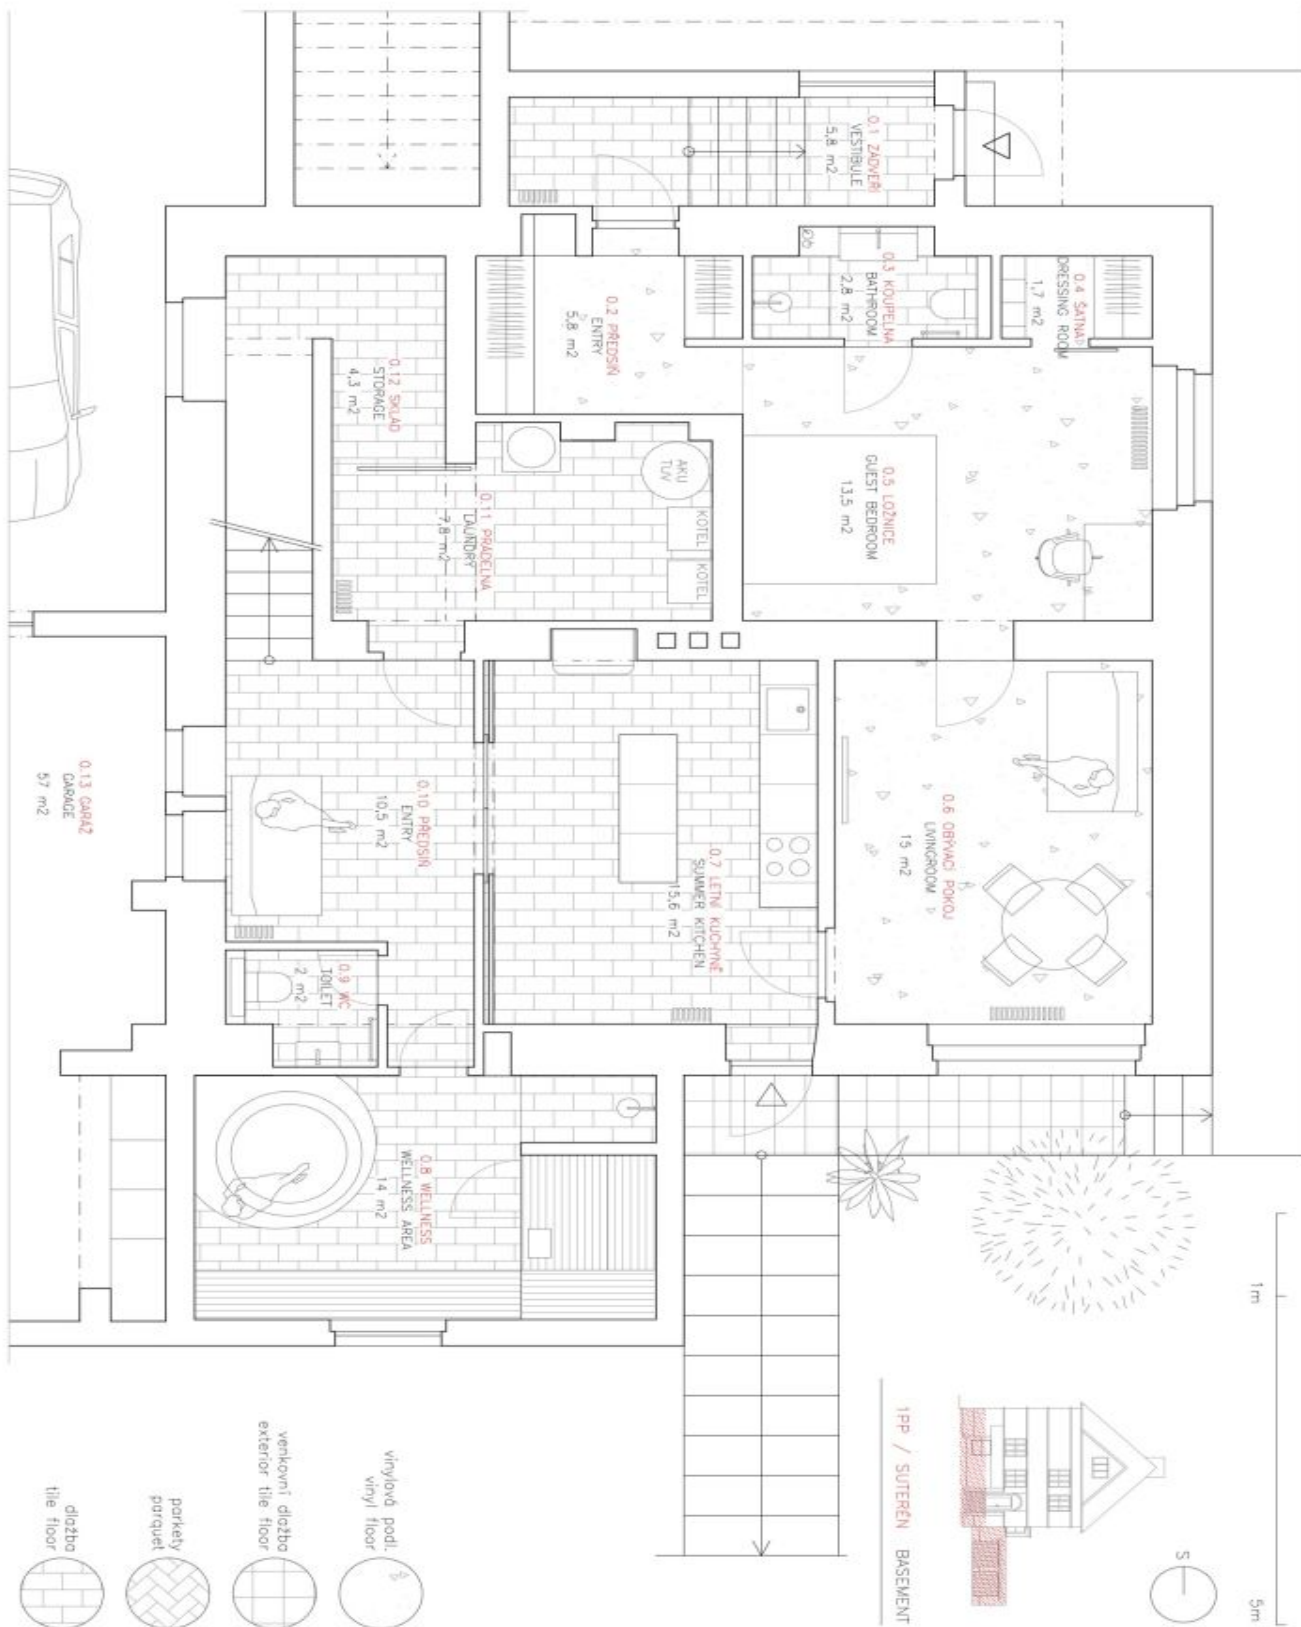 0.1 ZÁDVEŘÍ
VESTIBULE
5,8 m2
0.2 PŘEDSÍŇ
ENTRY
5,8 m2
0.3 KOUPELNA
BATHROOM
2,8 m2
0.4 ŠATNA
DRESSING ROOM
1,7 m2
0.5 LOŽNICE
GUEST BEDROOM
13,5 m2
0.6 OBÝVACÍ POKOJ
LIVINGROOM
15 m2
0.7 LETNÍ KUCHYNĚ
SUMMER KITCHEN
15,6 m2
0.8 WELLNESS
WELLNESS AREA
14 m2
0.9 WC
TOILET
2 m2
0.10 PŘEDSÍŇ
ENTRY
10,5 m2
0.11 PRÁDELNA
LAUNDRY
7,8 m2
0.12 SKLAD
STORAGE
4,3 m2
0.13 GARÁŽ
GARAGE
57 m2
AKU
TUV
KOTEL
KOTEL
1m
5m
S
1PP / SUTERÉN BASEMENT
vinylová podl.
vinyl floor
venkovní dlažba
exterior tile floor
parkety
parquet
dlažba
tile floor